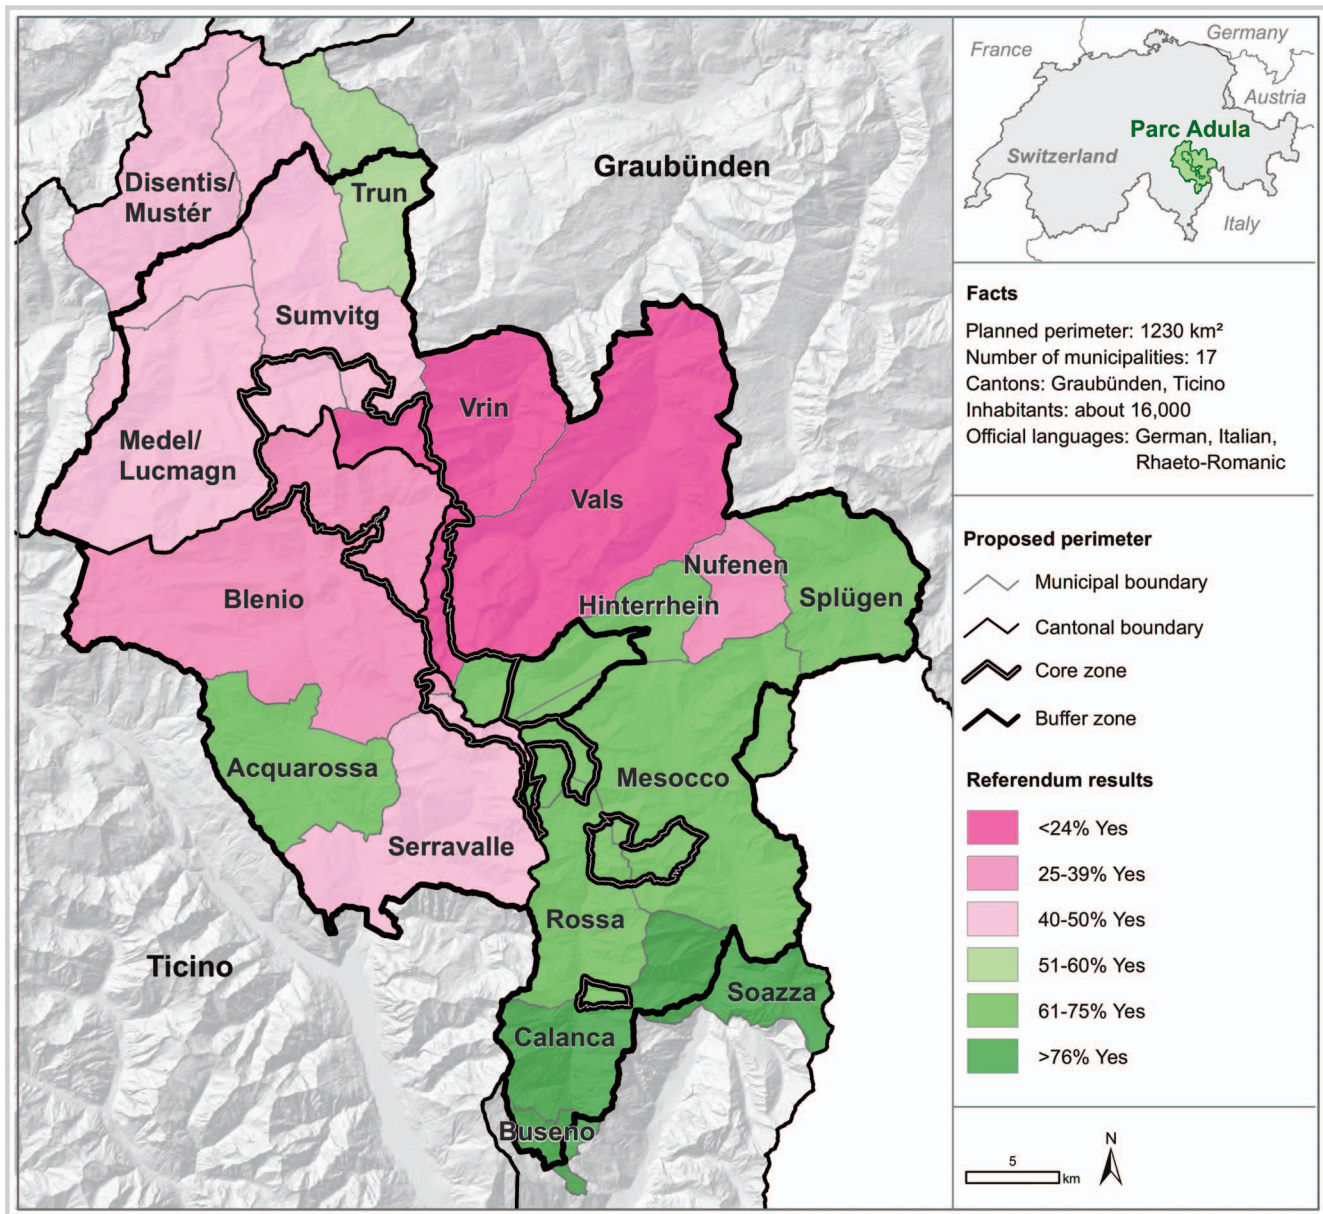 Graubünden
Disentis/
Mustér
Trun
Sumvitg
Vrin
Medel/
Lucmagn
Vals
Nufenen
Blenio
Hinterrhein
Splügen
Acquarossa
Mesocco
Serravalle
Rossa
Ticino
Soazza
Calanca
Buseno
France
Germany
Austria
Parc Adula
Switzerland
Italy
Facts
Planned perimeter: 1230 km²
Number of municipalities: 17
Cantons: Graubünden, Ticino
Inhabitants: about 16,000
Official languages: German, Italian,
Rhaeto-Romanic
Proposed perimeter
Municipal boundary
Cantonal boundary
Core zone
Buffer zone
Referendum results
<24% Yes
25-39% Yes
40-50% Yes
51-60% Yes
61-75% Yes
>76% Yes
5
km
N